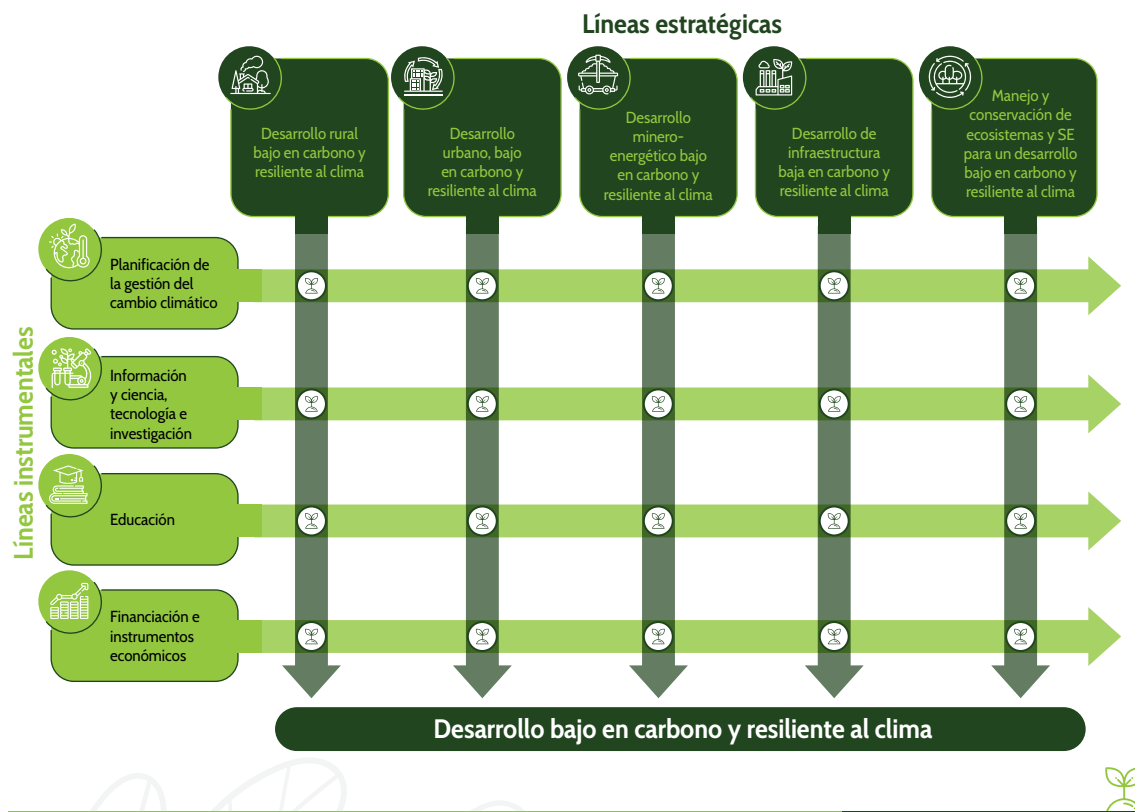 Líneas estratégicas
Desarrollo rural
bajo en carbono y
resiliente al clima
Desarrollo
urbano, bajo
en carbono y
resiliente al clima
Desarrollo
minero-
energético bajo
en carbono y
resiliente al clima
Desarrollo de
infraestructura
baja en carbono y
resiliente al clima
Manejo y
conservación de
ecosistemas y SE
para un desarrollo
bajo en carbono y
resiliente al clima
Líneas instrumentales
Planificación de
la gestión del
cambio climático
Información
y ciencia,
tecnología e
investigación
Educación
Financiación e
instrumentos
económicos
Desarrollo bajo en carbono y resiliente al clima